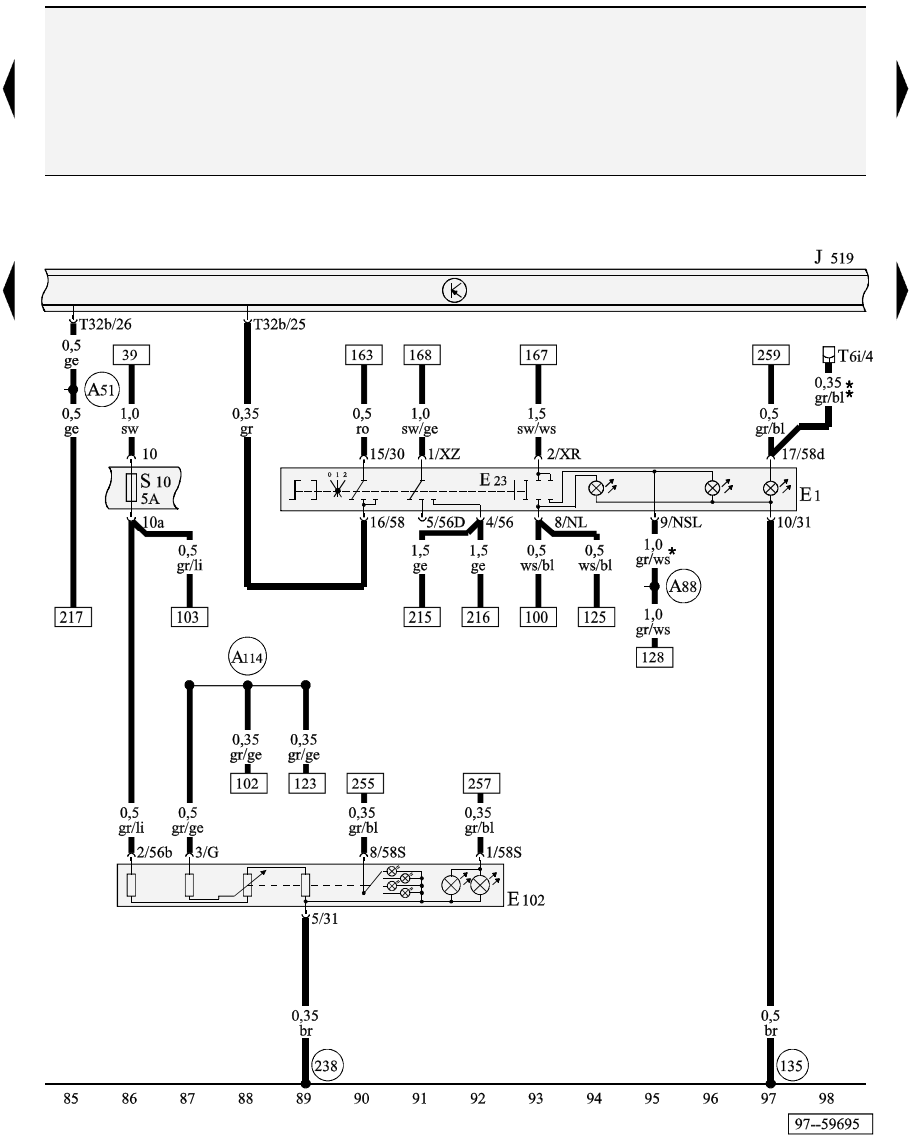 J 519
T32b/26
T32b/25
0,5
ge
39
163
168
167
259
T6i/4
A51
0,35 *
gr/bl *
0,5
ge
1,0
sw
0,35
gr
0,5
ro
1,0
sw/ge
1,5
sw/ws
0,5
gr/bl
10
15/30
1/XZ
2/XR
17/58d
S 10
5A
0 1 2
E 23
E 1
10a
16/58
5/56D
4/56
8/NL
9/NSL
10/31
0,5
gr/li
1,5
ge
1,5
ge
0,5
ws/bl
0,5
ws/bl
1,0
gr/ws *
A88
217
103
215
216
100
125
1,0
gr/ws
128
A114
0,35
gr/ge
0,35
gr/ge
102
123
255
257
0,5
gr/li
0,5
gr/ge
0,35
gr/bl
0,35
gr/bl
2/56b
3/G
8/58S
1/58S
E 102
5/31
0,35
br
0,5
br
238
135
85 86 87 88 89 90 91 92 93 94 95 96 97 98
97--59695